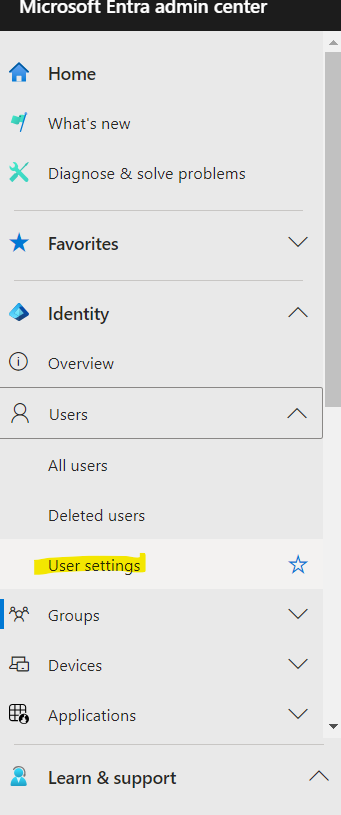 Microsoft Entra admin center
Home
What's new
Diagnose & solve problems
Favorites
Identity
Overview
Users
All users
Deleted users
User settings
Groups
Devices
Applications
Learn & support